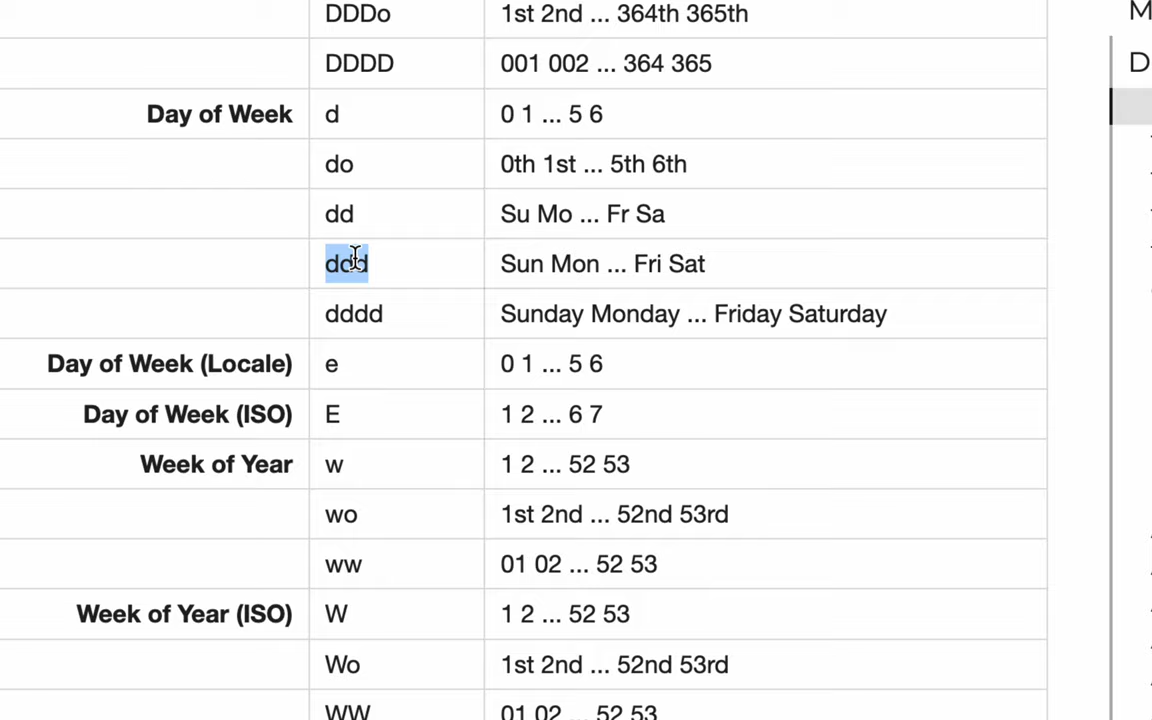 DDDo 1st 2nd ... 364th 365th
M
DDDD 001 002 ... 364 365
D
Day of Week d 0 1 ... 5 6
do 0th 1st ... 5th 6th
dd Su Mo ... Fr Sa
ddd Sun Mon ... Fri Sat
dddd Sunday Monday ... Friday Saturday
Day of Week (Locale) e 0 1 ... 5 6
Day of Week (ISO) E 1 2 ... 6 7
Week of Year w 1 2 ... 52 53
wo 1st 2nd ... 52nd 53rd
ww 01 02 ... 52 53
Week of Year (ISO) W 1 2 ... 52 53
Wo 1st 2nd ... 52nd 53rd
WW 01 02 ... 52 53